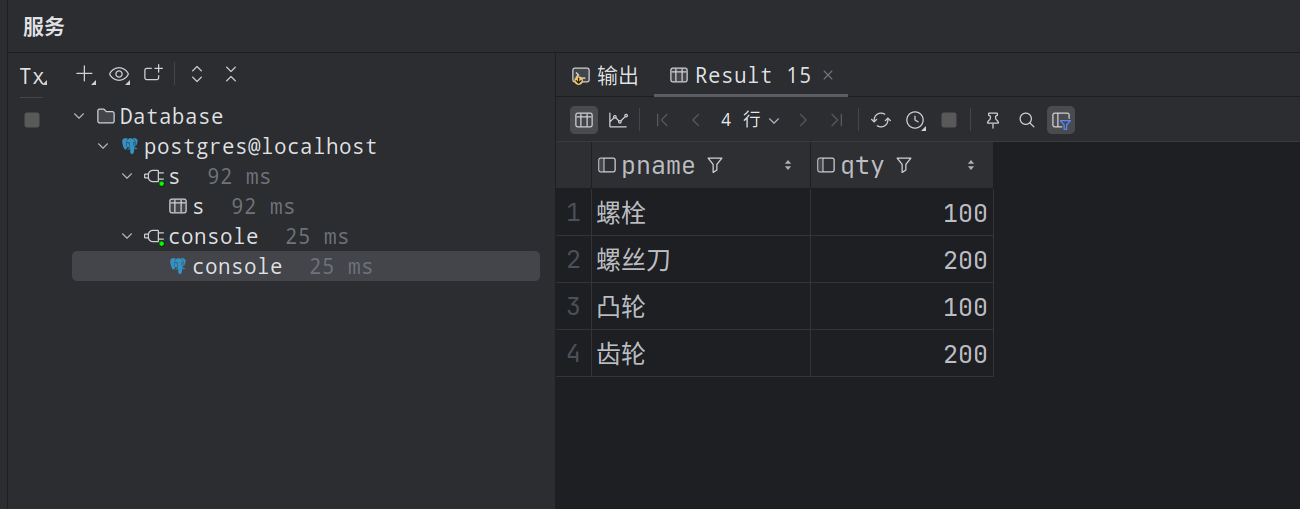 服务
Tx
Database
postgres@localhost
s 92 ms
s 92 ms
console 25 ms
console 25 ms
输出 Result 15
4 行
pname qty
1 螺栓 100
2 螺丝刀 200
3 凸轮 100
4 齿轮 200